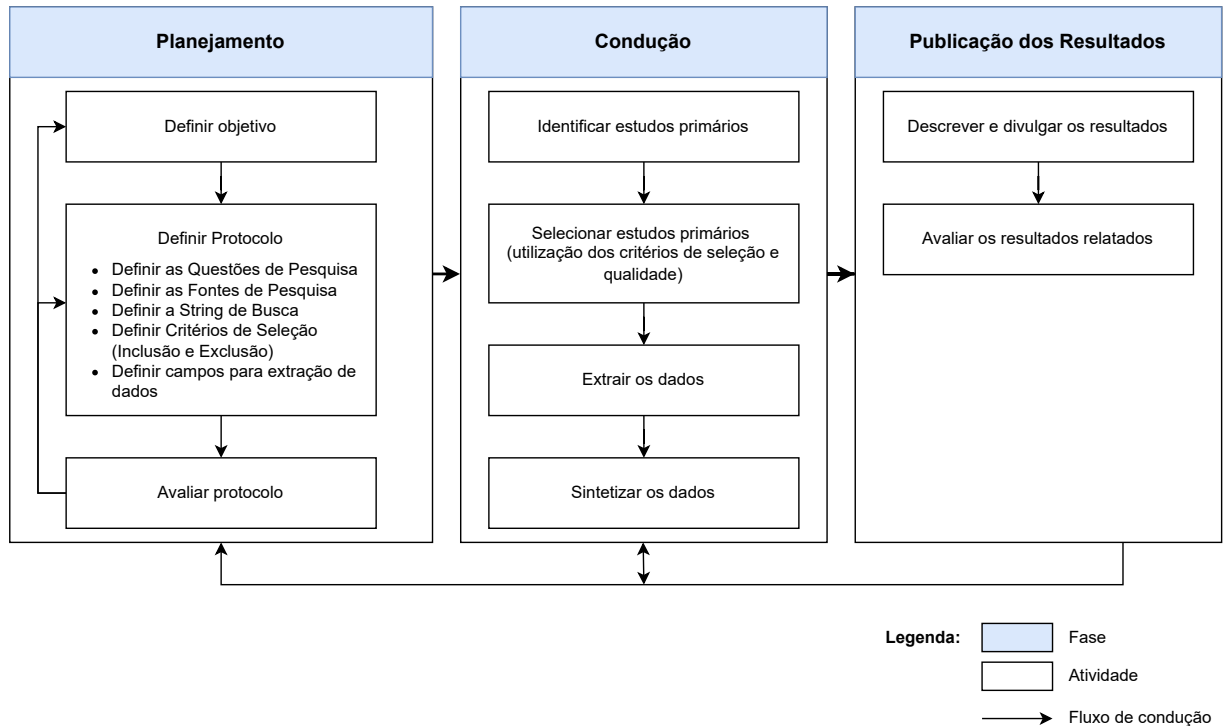 Planejamento
Definir objetivo
Definir Protocolo
• Definir as Questões de Pesquisa
• Definir as Fontes de Pesquisa
• Definir a String de Busca
• Definir Critérios de Seleção
(Inclusão e Exclusão)
• Definir campos para extração de
dados
Avaliar protocolo
Condução
Identificar estudos primários
Selecionar estudos primários
(utilização dos critérios de seleção e
qualidade)
Extrair os dados
Sintetizar os dados
Publicação dos Resultados
Descrever e divulgar os resultados
Avaliar os resultados relatados
Legenda:
Fase
Atividade
Fluxo de condução